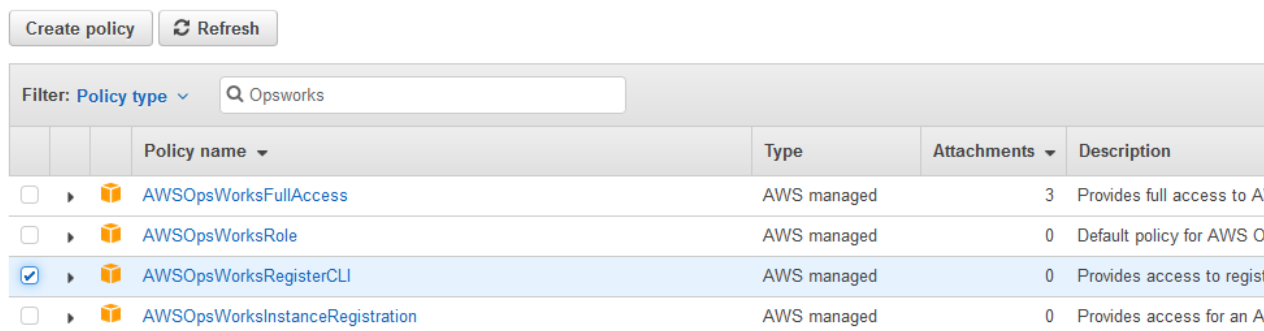 Create policy Refresh
Filter: Policy type Opsworks
Policy name Type Attachments Description
AWSOpsWorksFullAccess AWS managed 3 Provides full access to
AWSOpsWorksRole AWS managed 0 Default policy for AWS
AWSOpsWorksRegisterCLI AWS managed 0 Provides access to
AWSOpsWorksInstanceRegistration AWS managed 0 Provides access for an